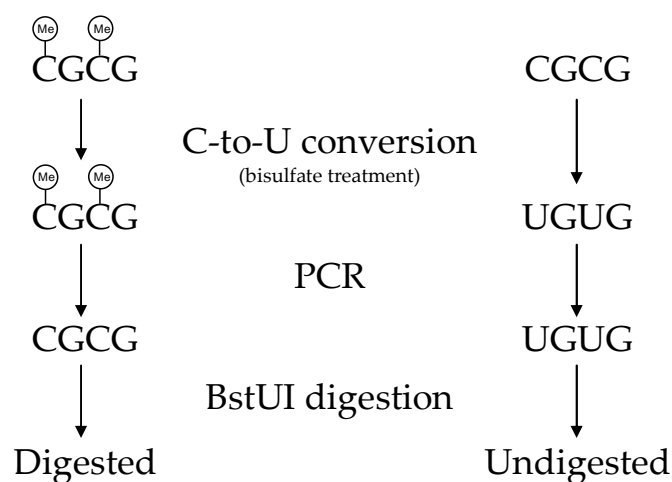 Me Me
CGCG CGCG
C-to-U conversion
(bisulfate treatment)
Me Me
CGCG UGUG
PCR
CGCG UGUG
BstUI digestion
Digested Undigested